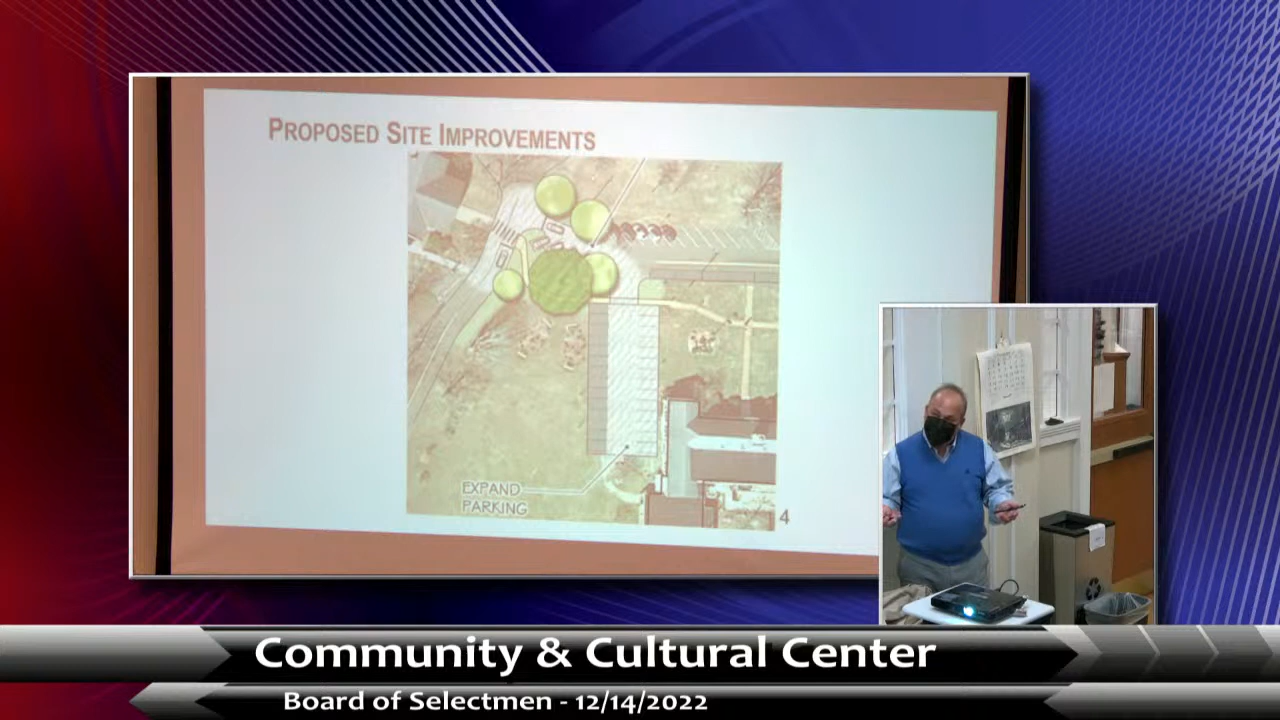 PROPOSED SITE IMPROVEMENTS
EXPAND
PARKING
4
Community & Cultural Center
Board of Selectmen - 12/14/2022